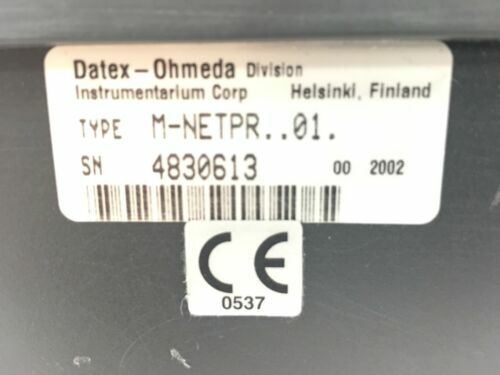 Datex-Ohmeda Division
Instrumentarium Corp Helsinki, Finland
TYPE M-NETPR..01.
SN 4830613 00 2002
CE
0537